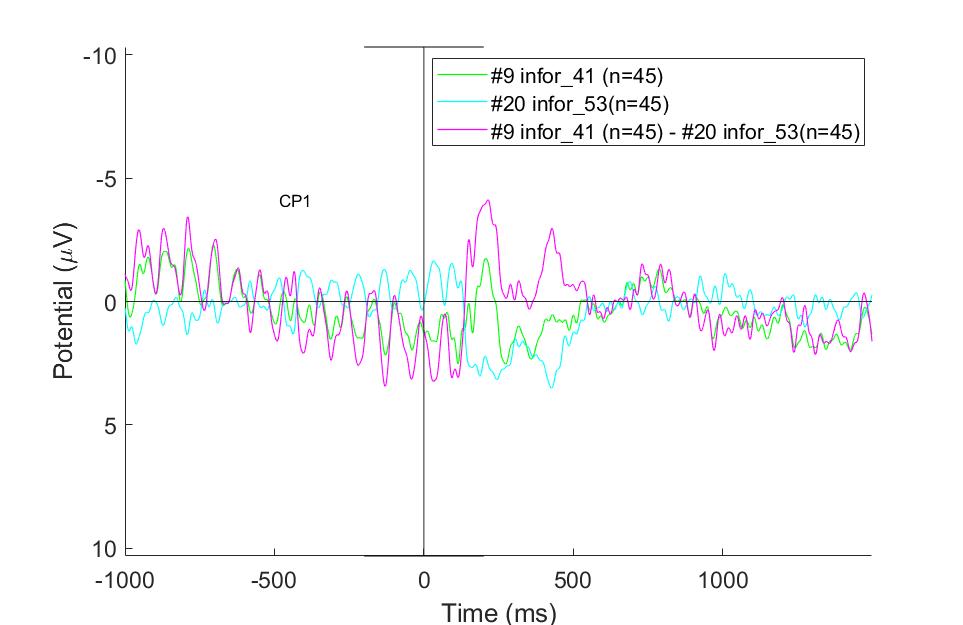 -10
#9 infor_41 (n=45)
#20 infor_53(n=45)
#9 infor_41 (n=45) - #20 infor_53(n=45)
-5
CP1
Potential (μV)
0
5
10
-1000
-500
0
500
1000
Time (ms)